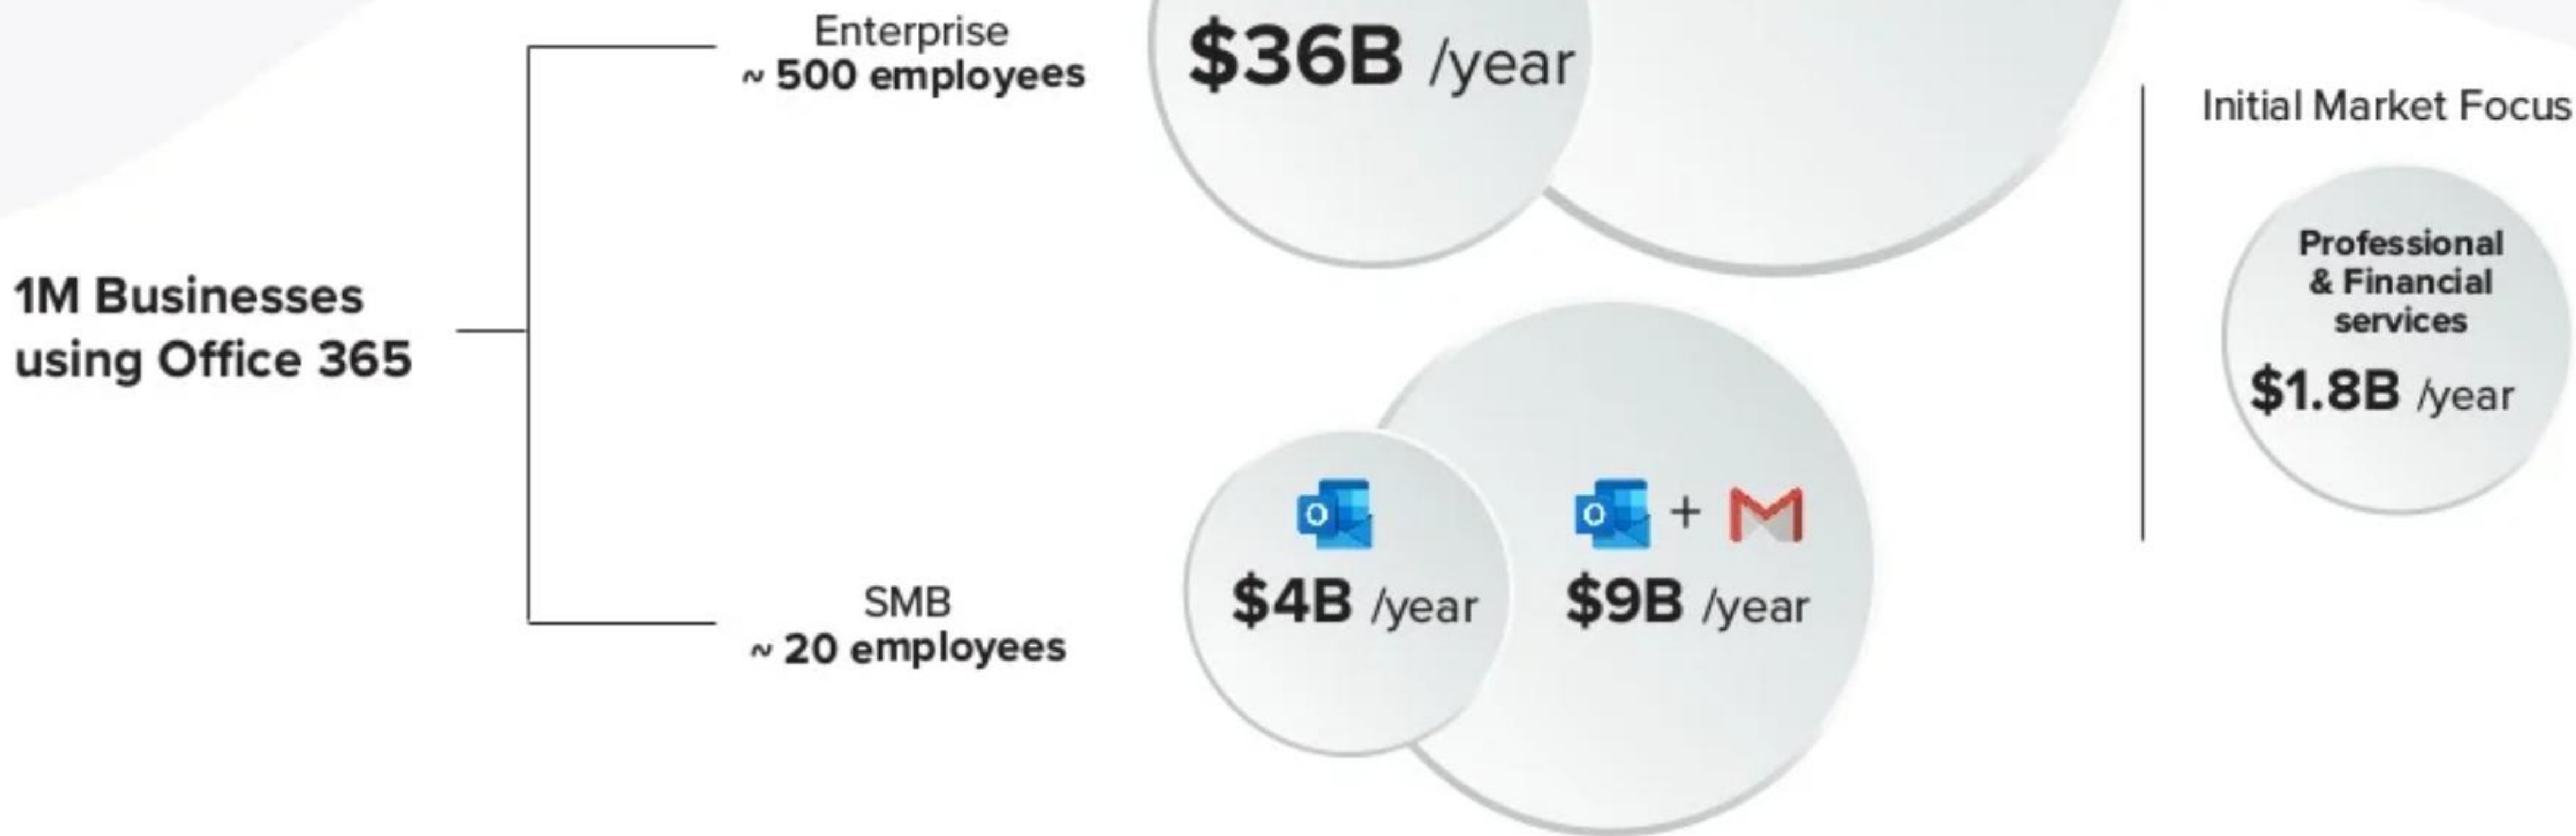 Enterprise
~ 500 employees
$36B /year
Initial Market Focus
Professional
& Financial
services
$1.8B /year
1M Businesses
using Office 365
O
O + M
$4B /year
$9B /year
SMB
~ 20 employees